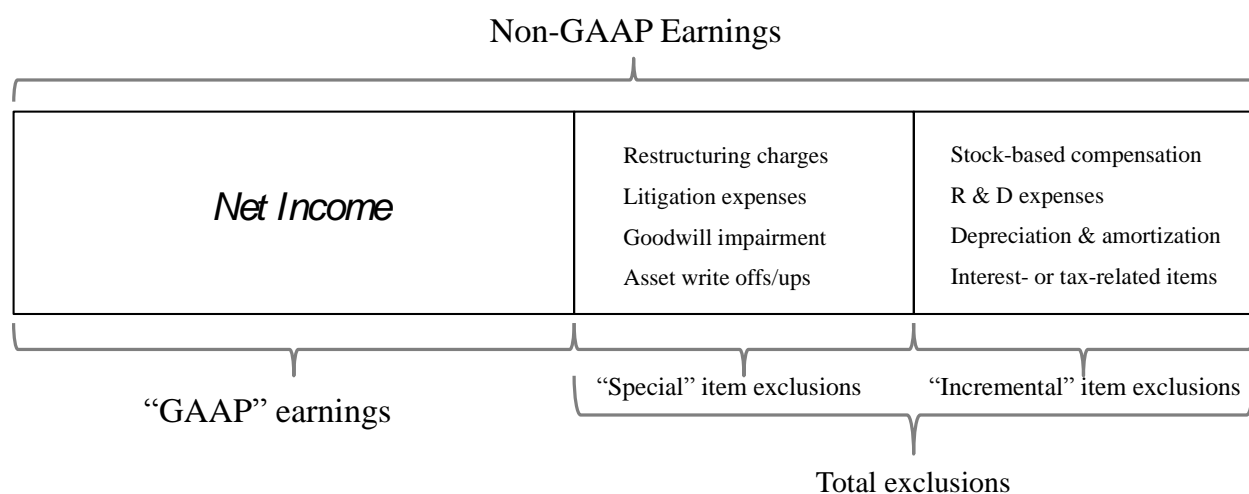 Non-GAAP Earnings
Net Income
Restructuring charges
Litigation expenses
Goodwill impairment
Asset write offs/ups
Stock-based compensation
R & D expenses
Depreciation & amortization
Interest- or tax-related items
“GAAP” earnings
“Special” item exclusions
“Incremental” item exclusions
Total exclusions